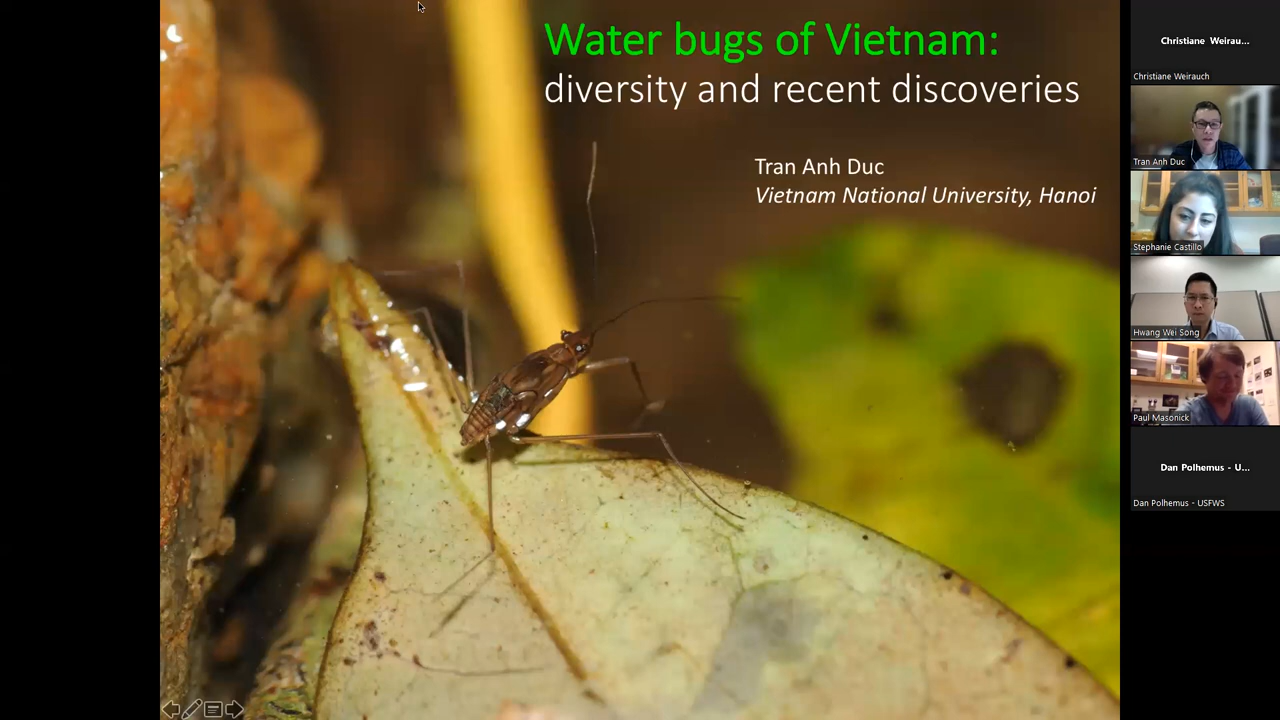 Water bugs of Vietnam:
diversity and recent discoveries
Tran Anh Duc
Vietnam National University, Hanoi
Christiane Weirau...
Christiane Weirauch
Tran Anh Duc
Stephanie Castillo
Hwang Wei Song
Paul Masonick
Dan Polhemus - U...
Dan Polhemus - USFWS